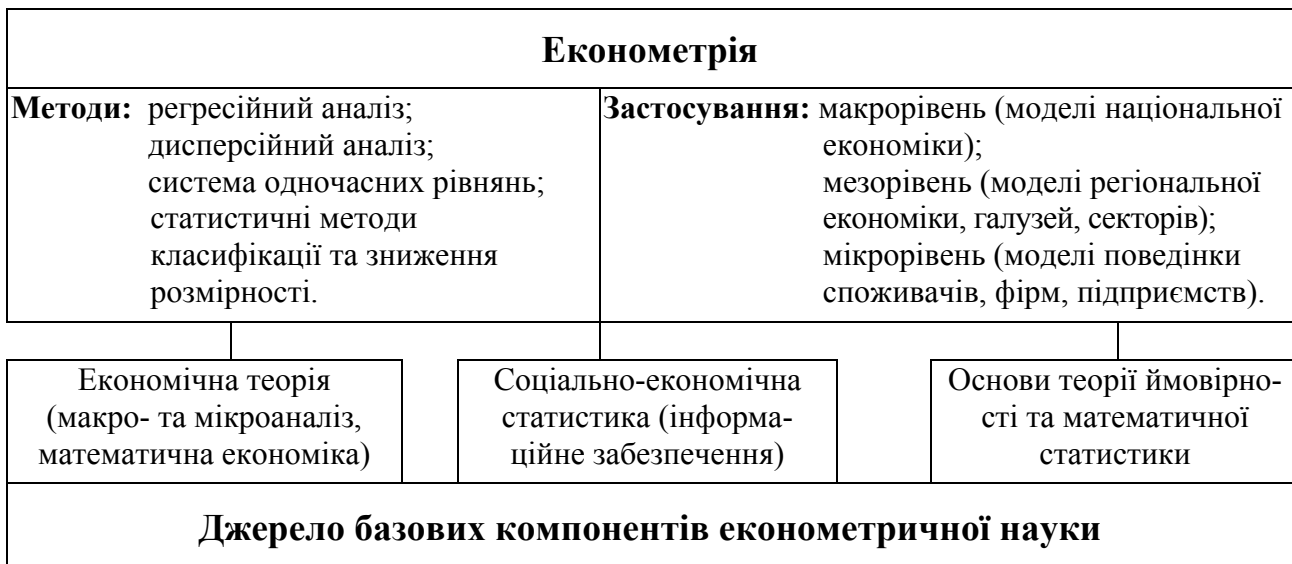 Економетрія
Методи: регресійний аналіз;
дисперсійний аналіз;
система одночасних рівнянь;
статистичні методи
класифікації та зниження
розмірності.
Застосування: макрорівень (моделі національної
економіки);
мезорівень (моделі регіональної
економіки, галузей, секторів);
мікрорівень (моделі поведінки
споживачів, фірм, підприємств).
Економічна теорія
(макро- та мікроаналіз,
математична економіка)
Соціально-економічна
статистика (інформа-
ційне забезпечення)
Основи теорії ймовірно-
сті та математичної
статистики
Джерело базових компонентів економетричної науки